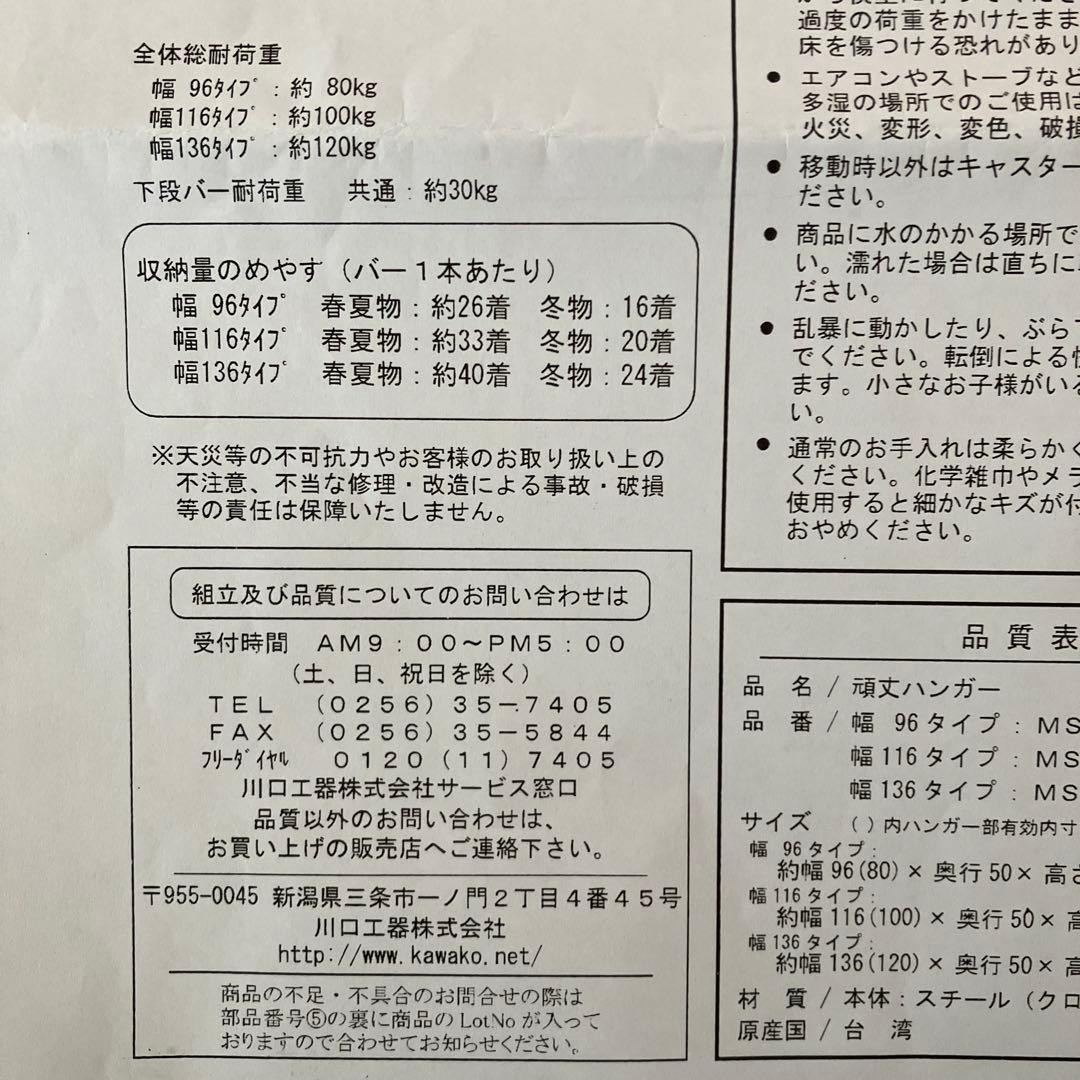 全体総耐荷重
幅 96ﾀｲﾌﾟ：約 80kg
幅116ﾀｲﾌﾟ：約100kg
幅136ﾀｲﾌﾟ：約120kg
下段バー耐荷重　共通：約30kg
収納量のめやす（バー１本あたり）
幅 96ﾀｲﾌﾟ　春夏物：約26着　冬物：16着
幅116ﾀｲﾌﾟ　春夏物：約33着　冬物：20着
幅136ﾀｲﾌﾟ　春夏物：約40着　冬物：24着
※天災等の不可抗力やお客様のお取り扱い上の
不注意、不当な修理・改造による事故・破損
等の責任は保障いたしません。
組立及び品質についてのお問い合わせは
受付時間　ＡＭ９：００〜ＰＭ５：００
（土、日、祝日を除く）
ＴＥＬ　（０２５６）３５−７４０５
ＦＡＸ　（０２５６）３５−５８４４
ﾌﾘｰﾀﾞｲﾔﾙ　０１２０（１１）７４０５
川口工器株式会社サービス窓口
品質以外のお問い合わせは、
お買い上げの販売店へご連絡下さい。
〒955-0045 新潟県三条市一ノ門２丁目４番４５号
川口工器株式会社
http://www.kawako.net/
商品の不足・不具合のお問合せの際は
部品番号⑤の裏に商品の LotNo が入って
おりますので合わせてお知らせください。
過度の荷重をかけたまま
床を傷つける恐れがあり
● エアコンやストーブなど
多湿の場所でのご使用は
火災、変形、変色、破損
● 移動時以外はキャスター
ださい。
● 商品に水のかかる場所で
い。濡れた場合は直ちに
ださい。
● 乱暴に動かしたり、ぶら
でください。転倒による
ます。小さなお子様がいる
い。
● 通常のお手入れは柔らかく
ください。化学雑巾やメラ
使用すると細かなキズが付
おやめください。
品 質 表
品　名 / 頑丈ハンガー
品　番 / 幅　96 タイプ：ＭＳ
幅 116 タイプ：ＭＳ
幅 136 タイプ：ＭＳ
サイズ　（ ）内ハンガー部有効内寸
幅　96 タイプ：
約幅 96(80) × 奥行 50× 高さ
幅 116 タイプ：
約幅 116(100) × 奥行 50×
幅 136 タイプ：
約幅 136(120) × 奥行 50×
材　質 / 本体：スチール（クロ
原産国 / 台　湾